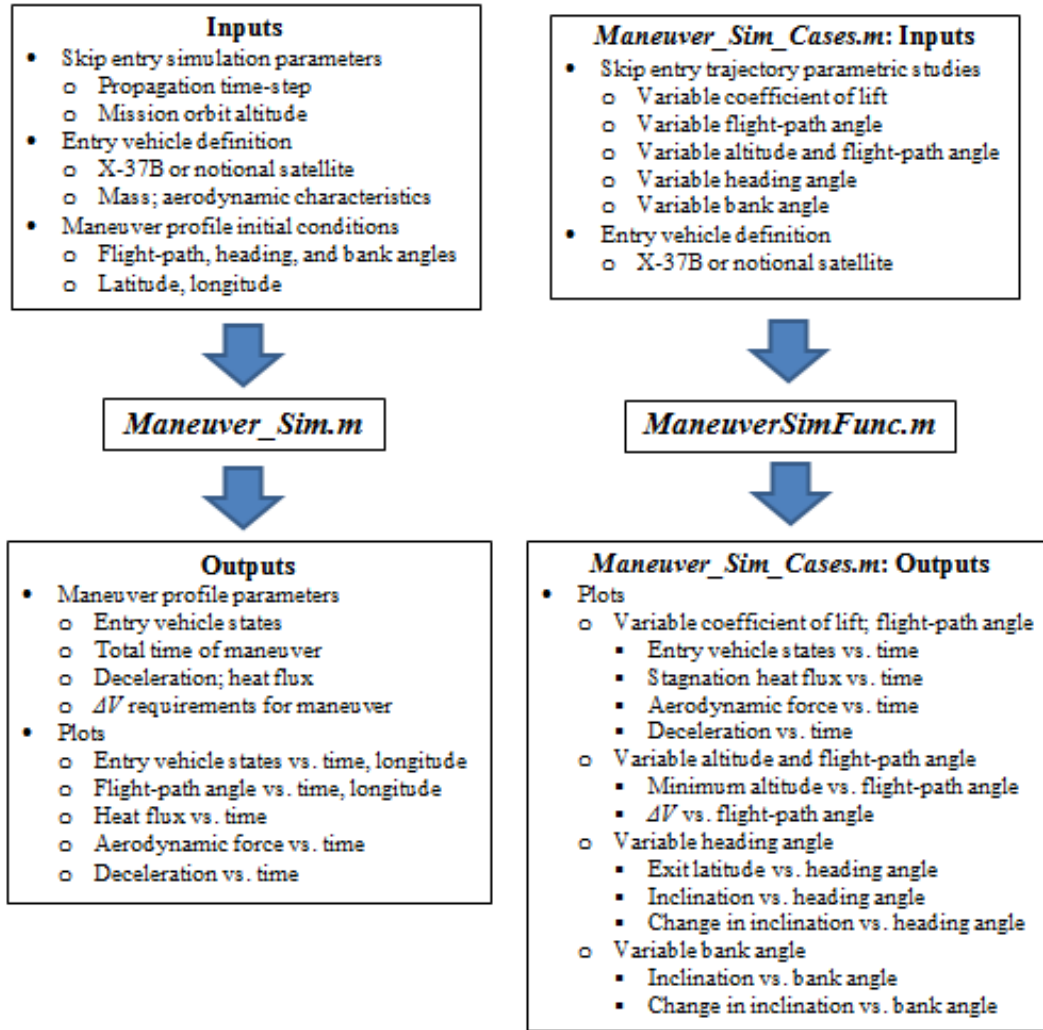 Inputs
• Skip entry simulation parameters
o Propagation time-step
o Mission orbit altitude
• Entry vehicle definition
o X-37B or notional satellite
o Mass; aerodynamic characteristics
• Maneuver profile initial conditions
o Flight-path, heading, and bank angles
o Latitude, longitude
Maneuver_Sim.m
Outputs
• Maneuver profile parameters
o Entry vehicle states
o Total time of maneuver
o Deceleration; heat flux
o ΔV requirements for maneuver
• Plots
o Entry vehicle states vs. time, longitude
o Flight-path angle vs. time, longitude
o Heat flux vs. time
o Aerodynamic force vs. time
o Deceleration vs. time
Maneuver_Sim_Cases.m: Inputs
• Skip entry trajectory parametric studies
o Variable coefficient of lift
o Variable flight-path angle
o Variable altitude and flight-path angle
o Variable heading angle
o Variable bank angle
• Entry vehicle definition
o X-37B or notional satellite
ManeuverSimFunc.m
Maneuver_Sim_Cases.m: Outputs
• Plots
o Variable coefficient of lift; flight-path angle
▪ Entry vehicle states vs. time
▪ Stagnation heat flux vs. time
▪ Aerodynamic force vs. time
▪ Deceleration vs. time
o Variable altitude and flight-path angle
▪ Minimum altitude vs. flight-path angle
▪ ΔV vs. flight-path angle
o Variable heading angle
▪ Exit latitude vs. heading angle
▪ Inclination vs. heading angle
▪ Change in inclination vs. heading angle
o Variable bank angle
▪ Inclination vs. bank angle
▪ Change in inclination vs. bank angle